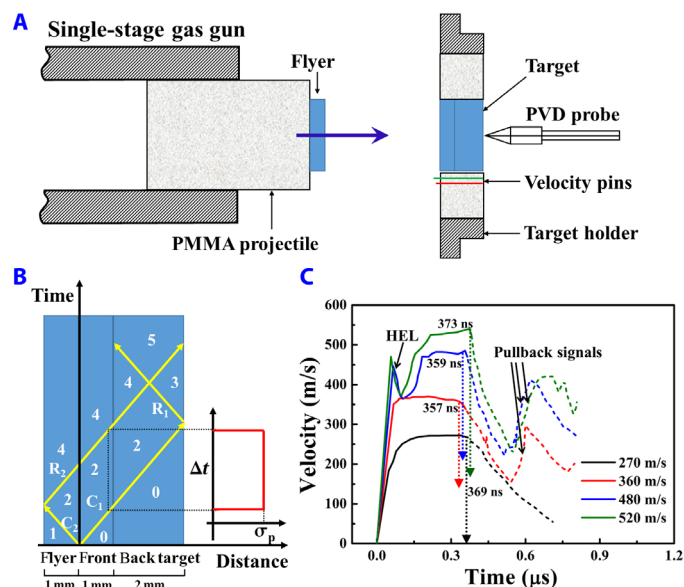 A
Single-stage gas gun
Flyer
Target
PVD probe
Velocity pins
PMMA projectile
Target holder
B
Time
5
4
3
4
R₁
4
R₂
2
2
2
C₁
0
C₂
1
0
Flyer
Front
Back target
1 mm
1 mm
2 mm
Δt
σₚ
Distance
C
Velocity (m/s)
600
500
400
300
200
100
0
HEL
373 ns
359 ns
357 ns
369 ns
Pullback signals
270 m/s
360 m/s
480 m/s
520 m/s
0.0
0.3
0.6
0.9
1.2
Time (μs)